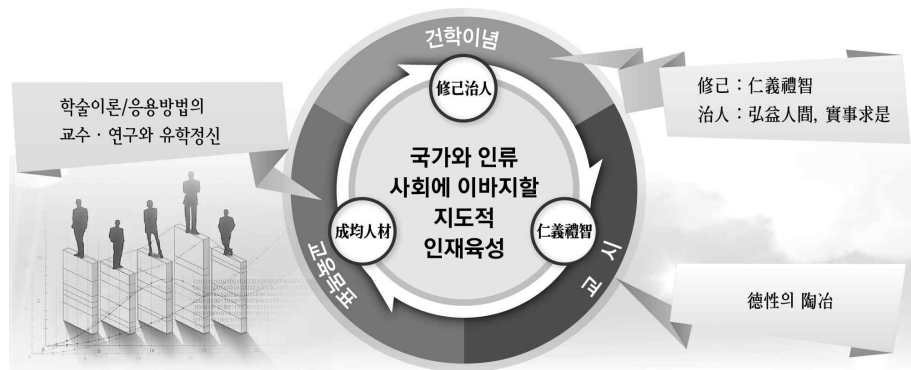 건학이념
修己治人
修己 : 仁義禮智
治人 : 弘益人間, 實事求是
학술이론/응용방법의
교수 · 연구와 유학정신
국가와 인류
사회에 이바지할
지도적
인재육성
成均人材
仁義禮智
교육목표
교시
德性의 陶冶